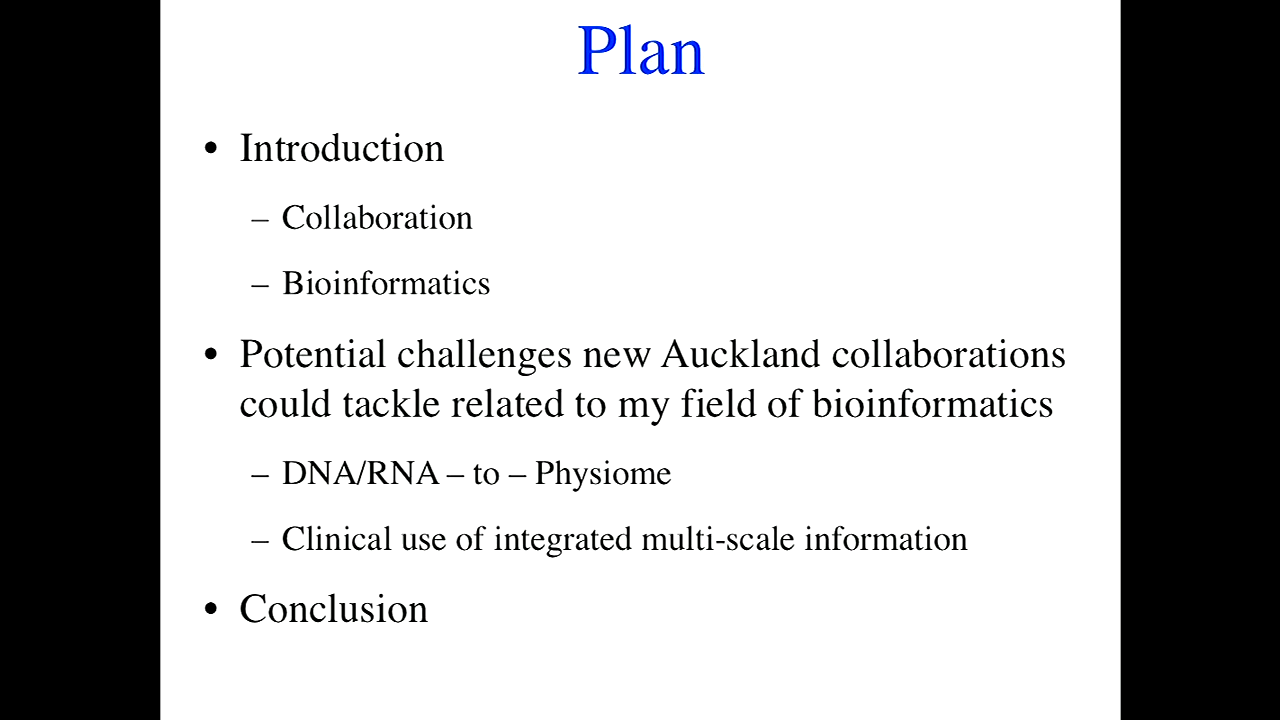 Plan
• Introduction
– Collaboration
– Bioinformatics
• Potential challenges new Auckland collaborations
could tackle related to my field of bioinformatics
– DNA/RNA – to – Physiome
– Clinical use of integrated multi-scale information
• Conclusion